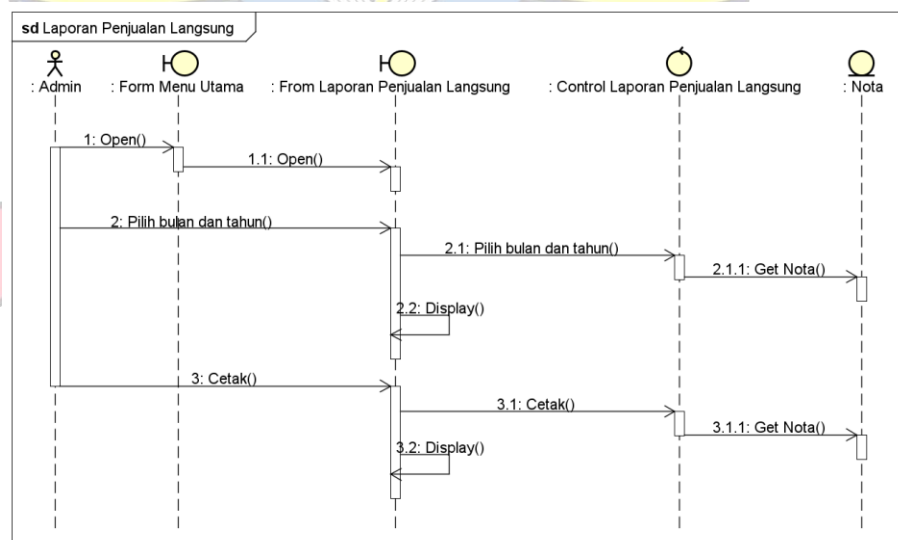 sd Laporan Penjualan Langsung
: Admin
: Form Menu Utama
: From Laporan Penjualan Langsung
: Control Laporan Penjualan Langsung
: Nota
1: Open()
1.1: Open()
2: Pilih bulan dan tahun()
2.1: Pilih bulan dan tahun()
2.1.1: Get Nota()
2.2: Display()
3: Cetak()
3.1: Cetak()
3.1.1: Get Nota()
3.2: Display()